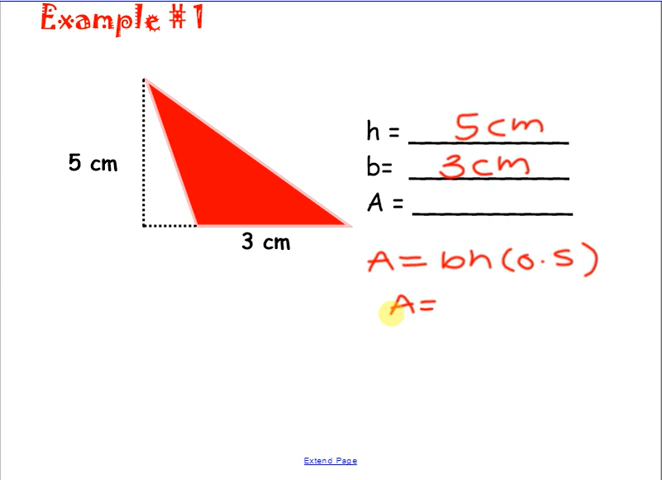 Example #1
5 cm
3 cm
h = 5cm
b= 3cm
A =
A = bh(0.5)
A =
Extend Page